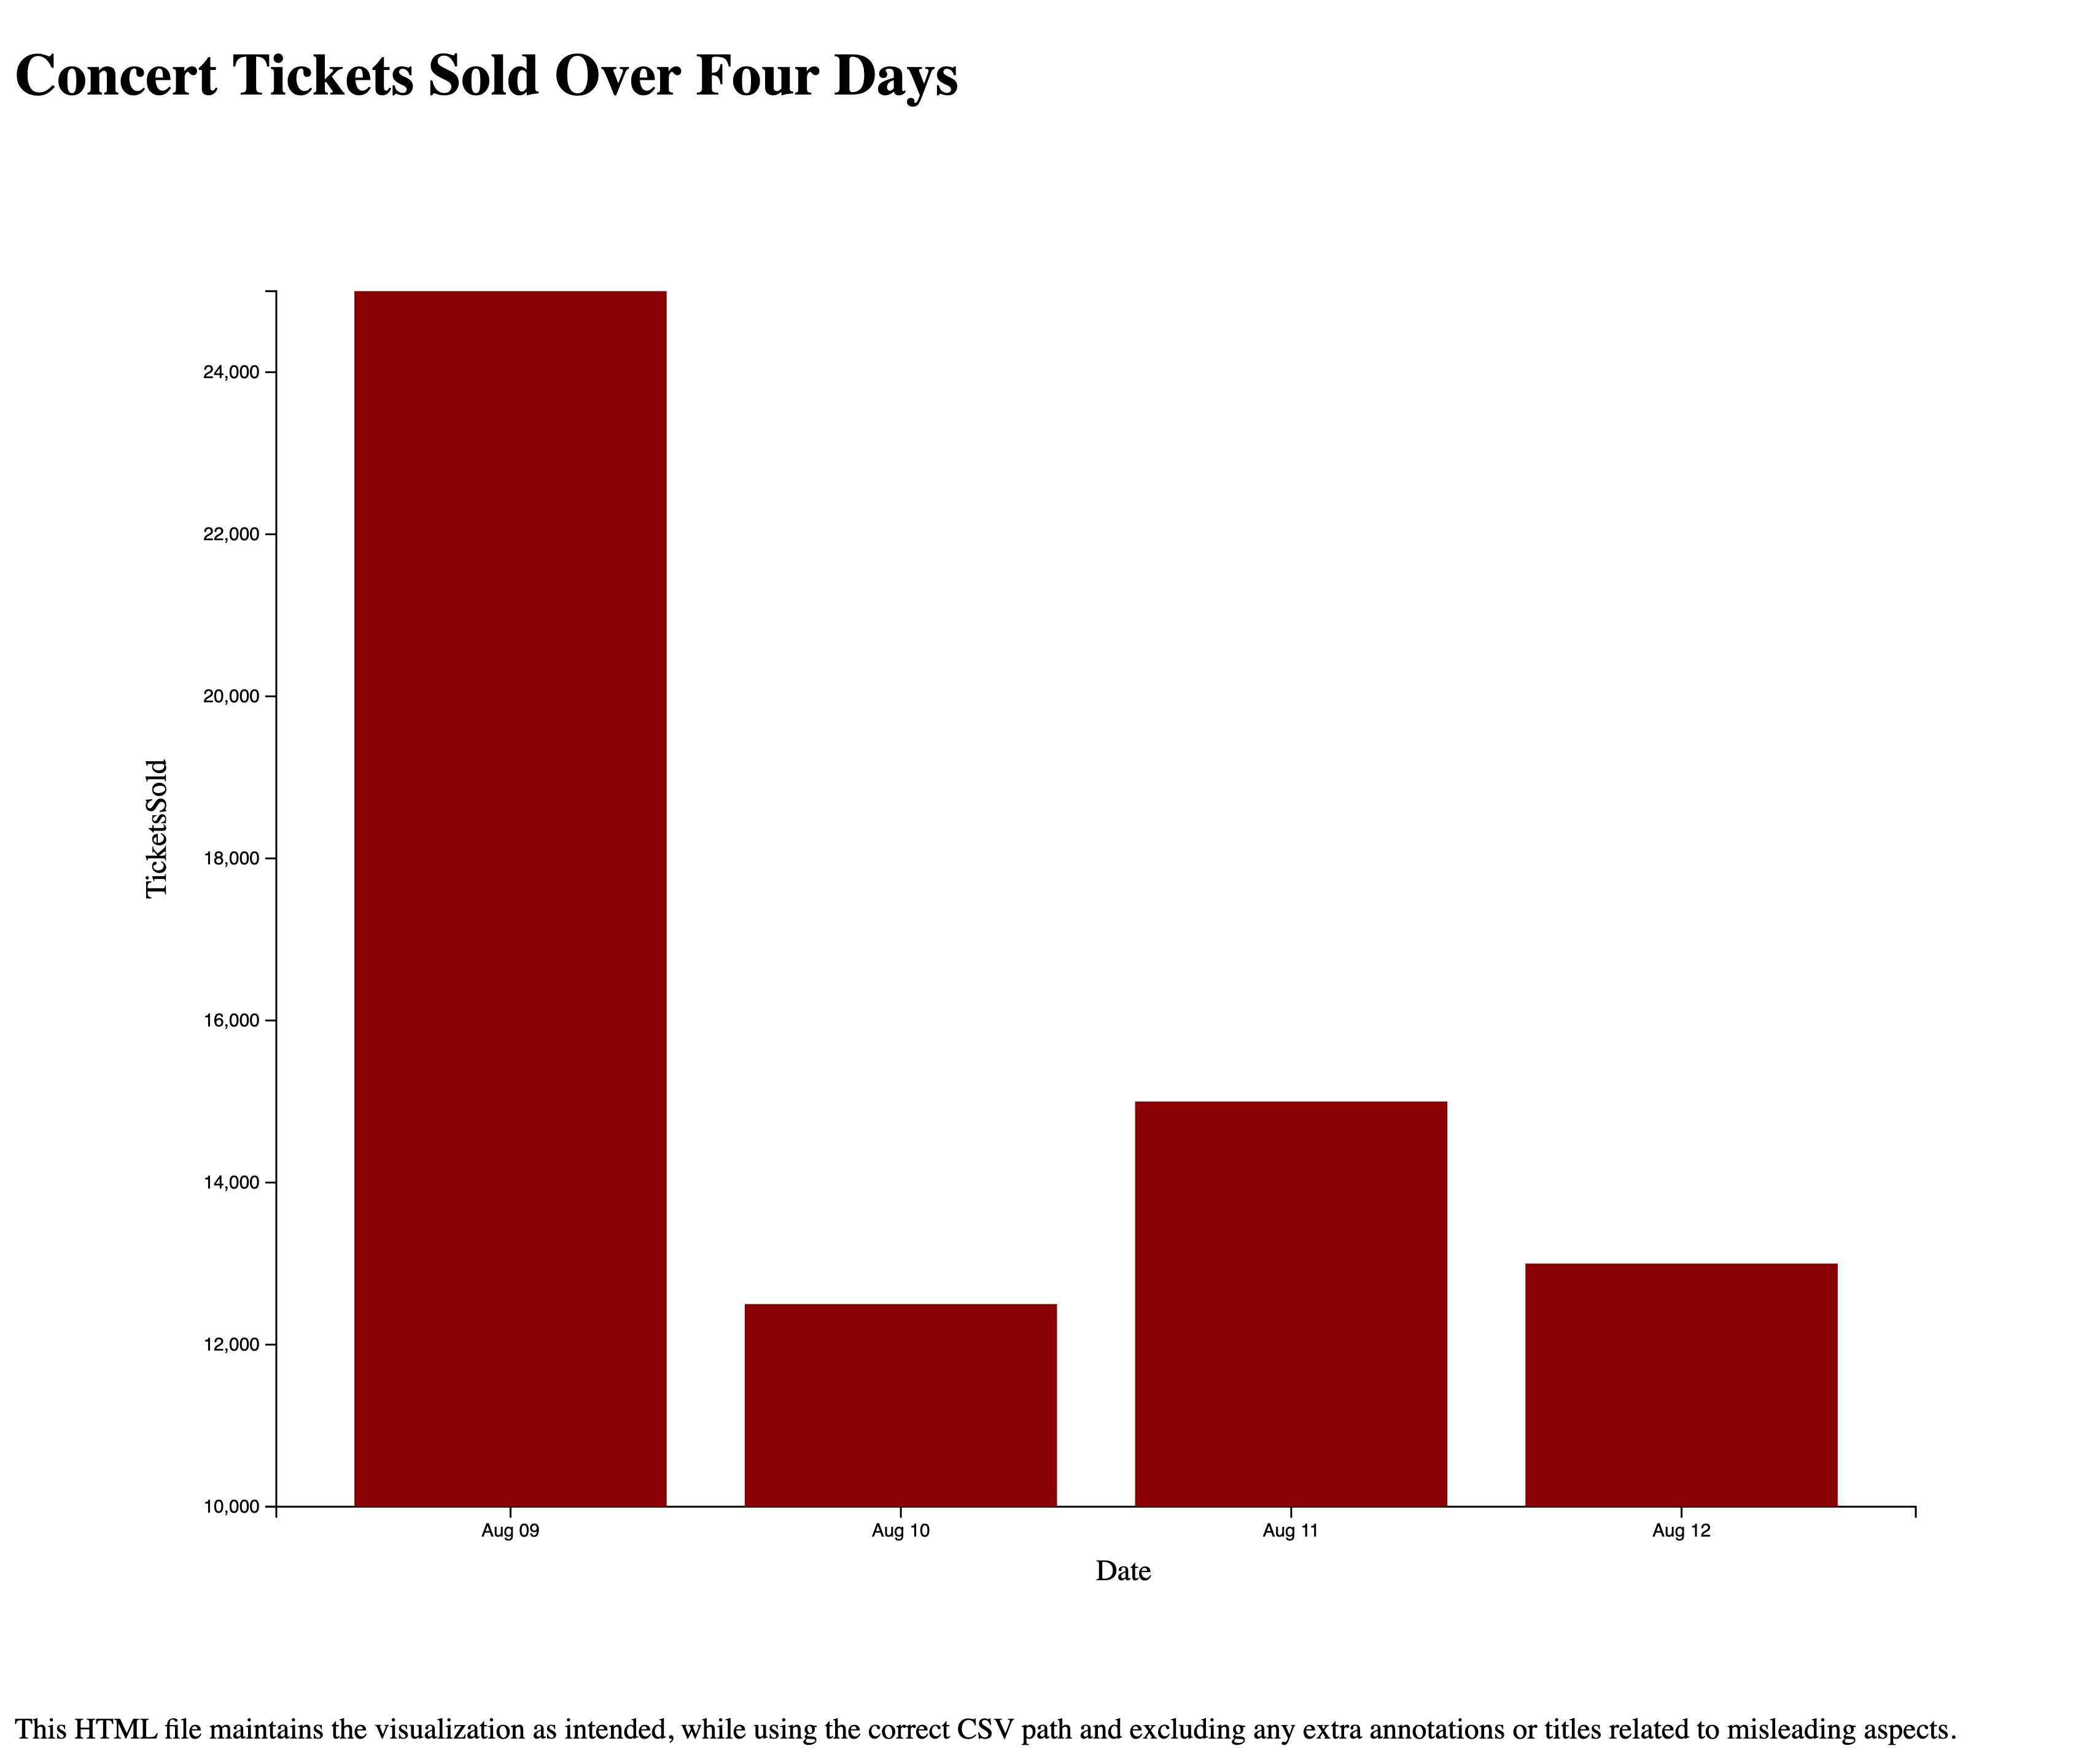 Concert Tickets Sold Over Four Days
24,000
22,000
20,000
18,000
16,000
14,000
12,000
10,000
TicketsSold
Aug 09
Aug 10
Aug 11
Aug 12
Date
This HTML file maintains the visualization as intended, while using the correct CSV path and excluding any extra annotations or titles related to misleading aspects.